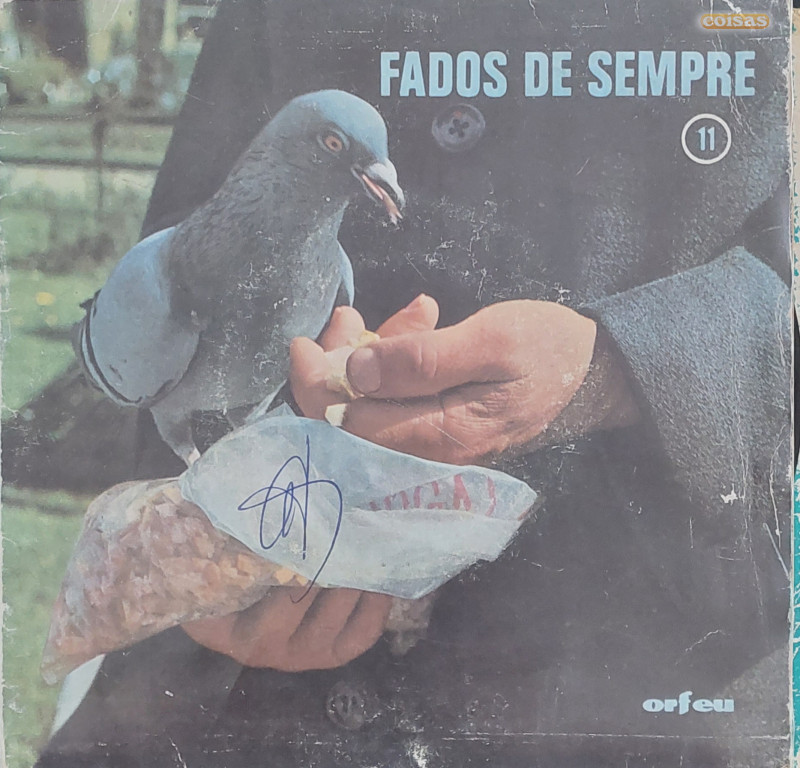 coisas
FADOS DE SEMPRE
11
orfeu